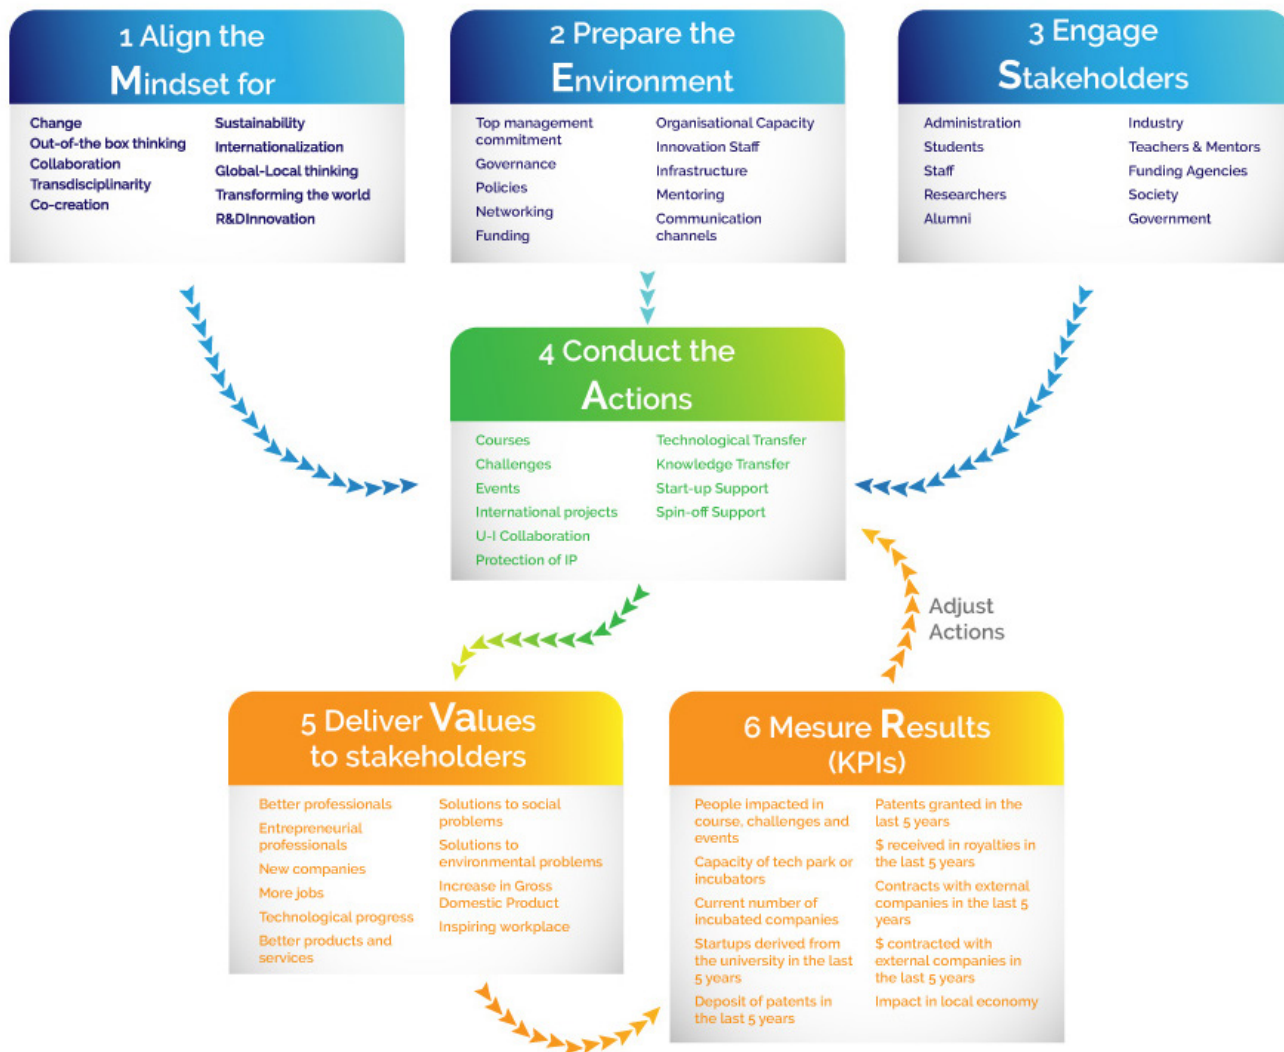 1 Align the
Mindset for
Change
Out-of-the box thinking
Collaboration
Transdisciplinarity
Co-creation
Sustainability
Internationalization
Global-Local thinking
Transforming the world
R&DInnovation
2 Prepare the
Environment
Top management
commitment
Governance
Policies
Networking
Funding
Organisational Capacity
Innovation Staff
Infrastructure
Mentoring
Communication
channels
3 Engage
Stakeholders
Administration
Students
Staff
Researchers
Alumni
Industry
Teachers & Mentors
Funding Agencies
Society
Government
4 Conduct the
Actions
Courses
Challenges
Events
International projects
U-I Collaboration
Protection of IP
Technological Transfer
Knowledge Transfer
Start-up Support
Spin-off Support
Adjust
Actions
5 Deliver Values
to stakeholders
Better professionals
Entrepreneurial
professionals
New companies
More jobs
Technological progress
Better products and
services
Solutions to social
problems
Solutions to
environmental problems
Increase in Gross
Domestic Product
Inspiring workplace
6 Mesure Results
(KPIs)
People impacted in
course, challenges and
events
Capacity of tech park or
incubators
Current number of
incubated companies
Startups derived from
the university in the last
5 years
Deposit of patents in
the last 5 years
Patents granted in the
last 5 years
$ received in royalties in
the last 5 years
Contracts with external
companies in the last 5
years
$ contracted with
external companies in
the last 5 years
Impact in local economy